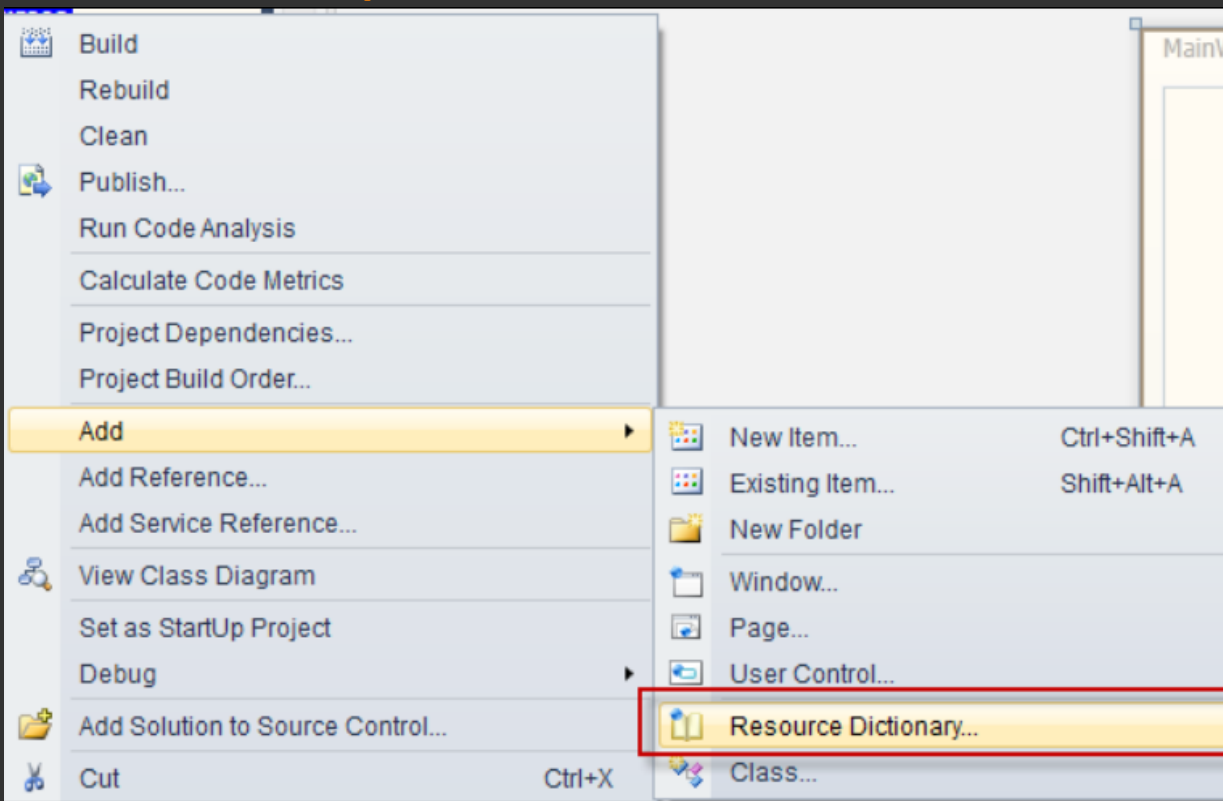 MainW
Build
Rebuild
Clean
Publish...
Run Code Analysis
Calculate Code Metrics
Project Dependencies...
Project Build Order...
Add
Add Reference...
Add Service Reference...
View Class Diagram
Set as StartUp Project
Debug
Add Solution to Source Control...
Cut Ctrl+X
New Item... Ctrl+Shift+A
Existing Item... Shift+Alt+A
New Folder
Window...
Page...
User Control...
Resource Dictionary...
Class...